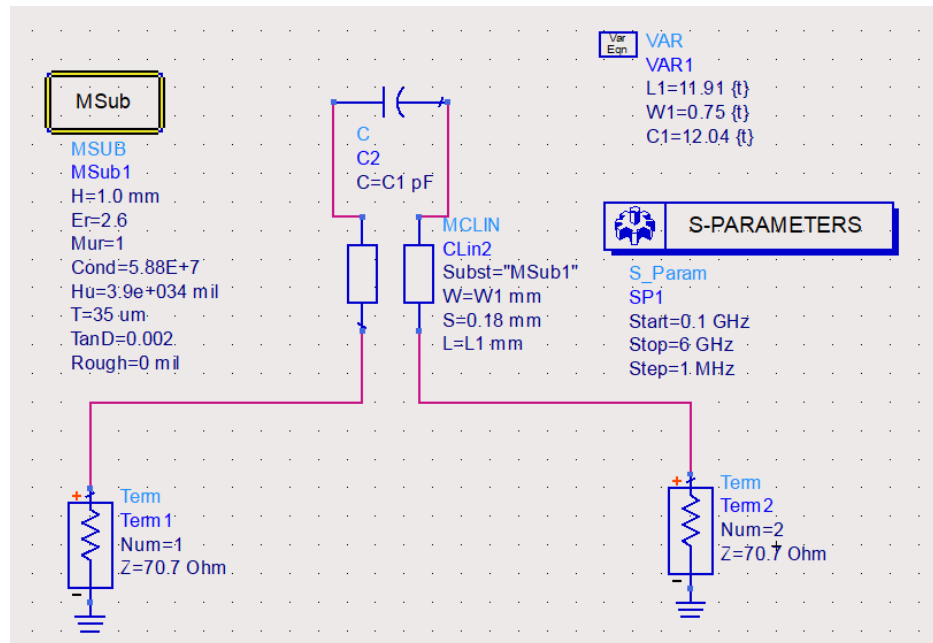 Var
Eqn
VAR
VAR1
L1=11.91 {t}
W1=0.75 {t}
C1=12.04 {t}
MSub
MSUB
MSub1
H=1.0 mm
Er=2.6
Mur=1
Cond=5.88E+7
Hu=3.9e+034 mil
T=35 um
TanD=0.002
Rough=0 mil
C
C2
C=C1 pF
MCLIN
CLin2
Subst="MSub1"
W=W1 mm
S=0.18 mm
L=L1 mm
S-PARAMETERS
S_Param
SP1
Start=0.1 GHz
Stop=6 GHz
Step=1 MHz
+
Term
Term1
Num=1
Z=70.7 Ohm
-
+
Term
Term2
Num=2
Z=70.7 Ohm
-